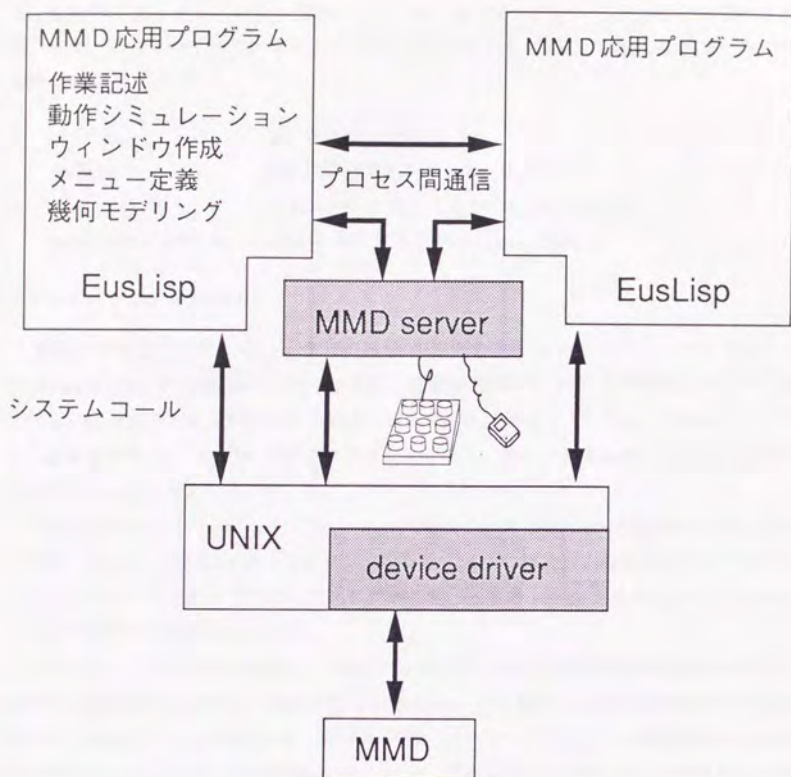 MMD応用プログラム
作業記述
動作シミュレーション
ウィンドウ作成
メニュー定義
幾何モデリング
EusLisp
MMD応用プログラム
EusLisp
プロセス間通信
MMD server
システムコール
UNIX
device driver
MMD